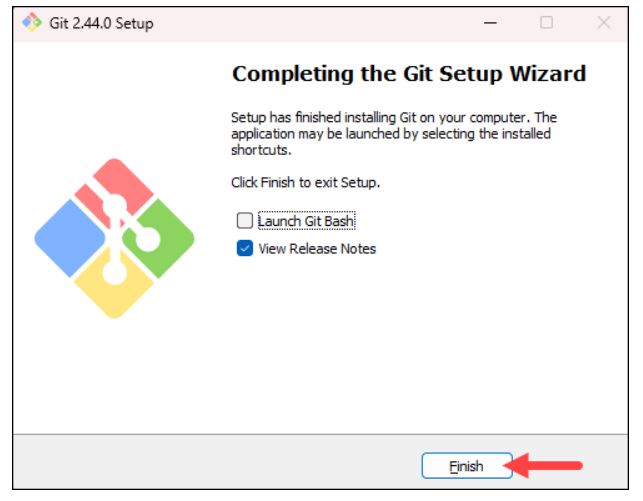 Git 2.44.0 Setup
Completing the Git Setup Wizard
Setup has finished installing Git on your computer. The
application may be launched by selecting the installed
shortcuts.
Click Finish to exit Setup.
Launch Git Bash
View Release Notes
Finish